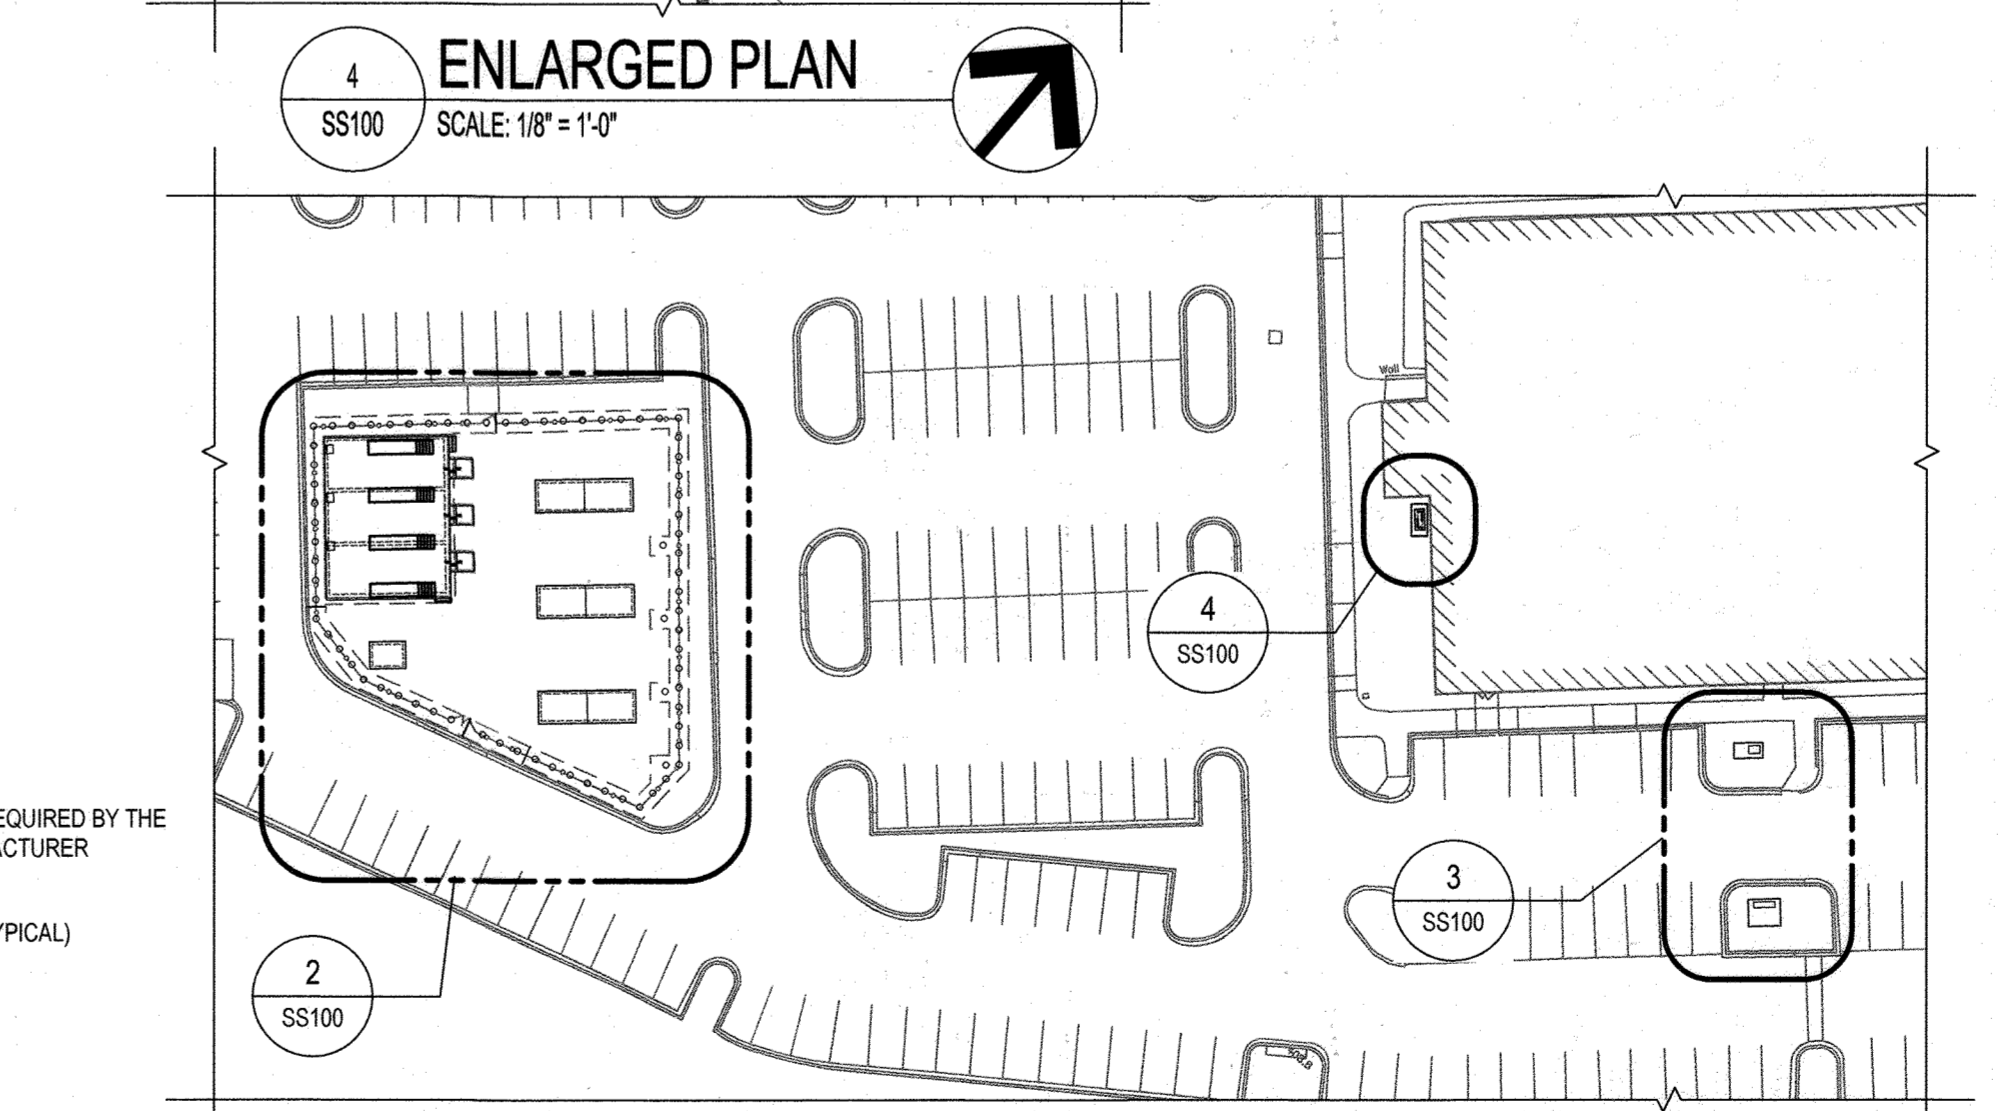 4
SS100
ENLARGED PLAN
SCALE: 1/8" = 1'-0"
Wall
4
SS100
EQUIRED BY THE
ACTURER
3
SS100
YPICAL)
2
SS100